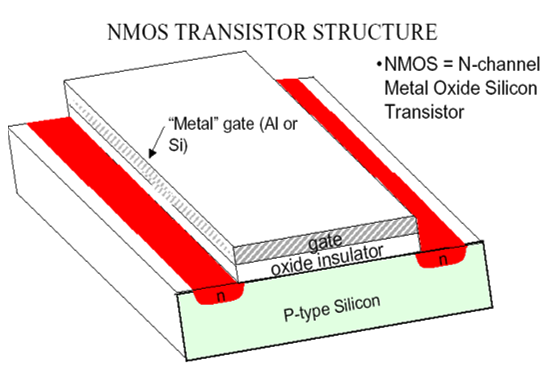 NMOS TRANSISTOR STRUCTURE
•NMOS = N-channel
Metal Oxide Silicon
Transistor
“Metal” gate (Al or
Si)
gate
oxide insulator
n
n
P-type Silicon